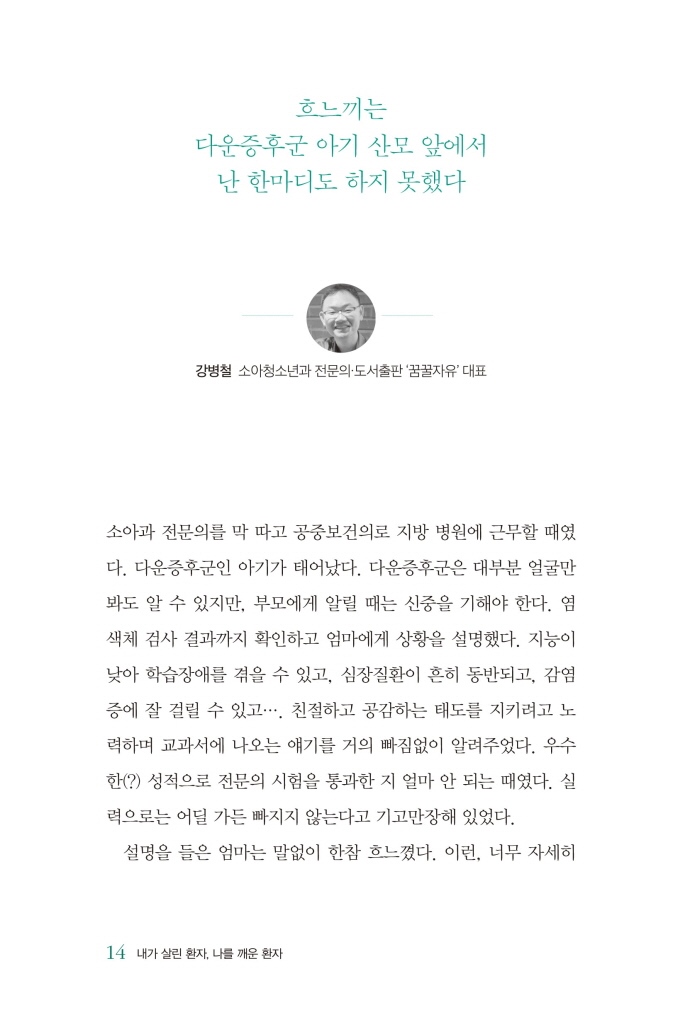 흐느끼는
다운증후군 아기 산모 앞에서
난 한마디도 하지 못했다
강병철 소아청소년과 전문의·도서출판 ‘꿈꿀자유’ 대표
소아과 전문의를 막 따고 공중보건의로 지방 병원에 근무할 때였
다. 다운증후군인 아기가 태어났다. 다운증후군은 대부분 얼굴만
봐도 알 수 있지만, 부모에게 알릴 때는 신중을 기해야 한다. 염
색체 검사 결과까지 확인하고 엄마에게 상황을 설명했다. 지능이
낮아 학습장애를 겪을 수 있고, 심장질환이 흔히 동반되고, 감염
증에 잘 걸릴 수 있고…. 친절하고 공감하는 태도를 지키려고 노
력하며 교과서에 나오는 얘기를 거의 빠짐없이 알려주었다. 우수
한(?) 성적으로 전문의 시험을 통과한 지 얼마 안 되는 때였다. 실
력으로는 어딜 가든 빠지지 않는다고 기고만장해 있었다.
설명을 들은 엄마는 말없이 한참 흐느꼈다. 이런, 너무 자세히
14 내가 살린 환자, 나를 깨운 환자